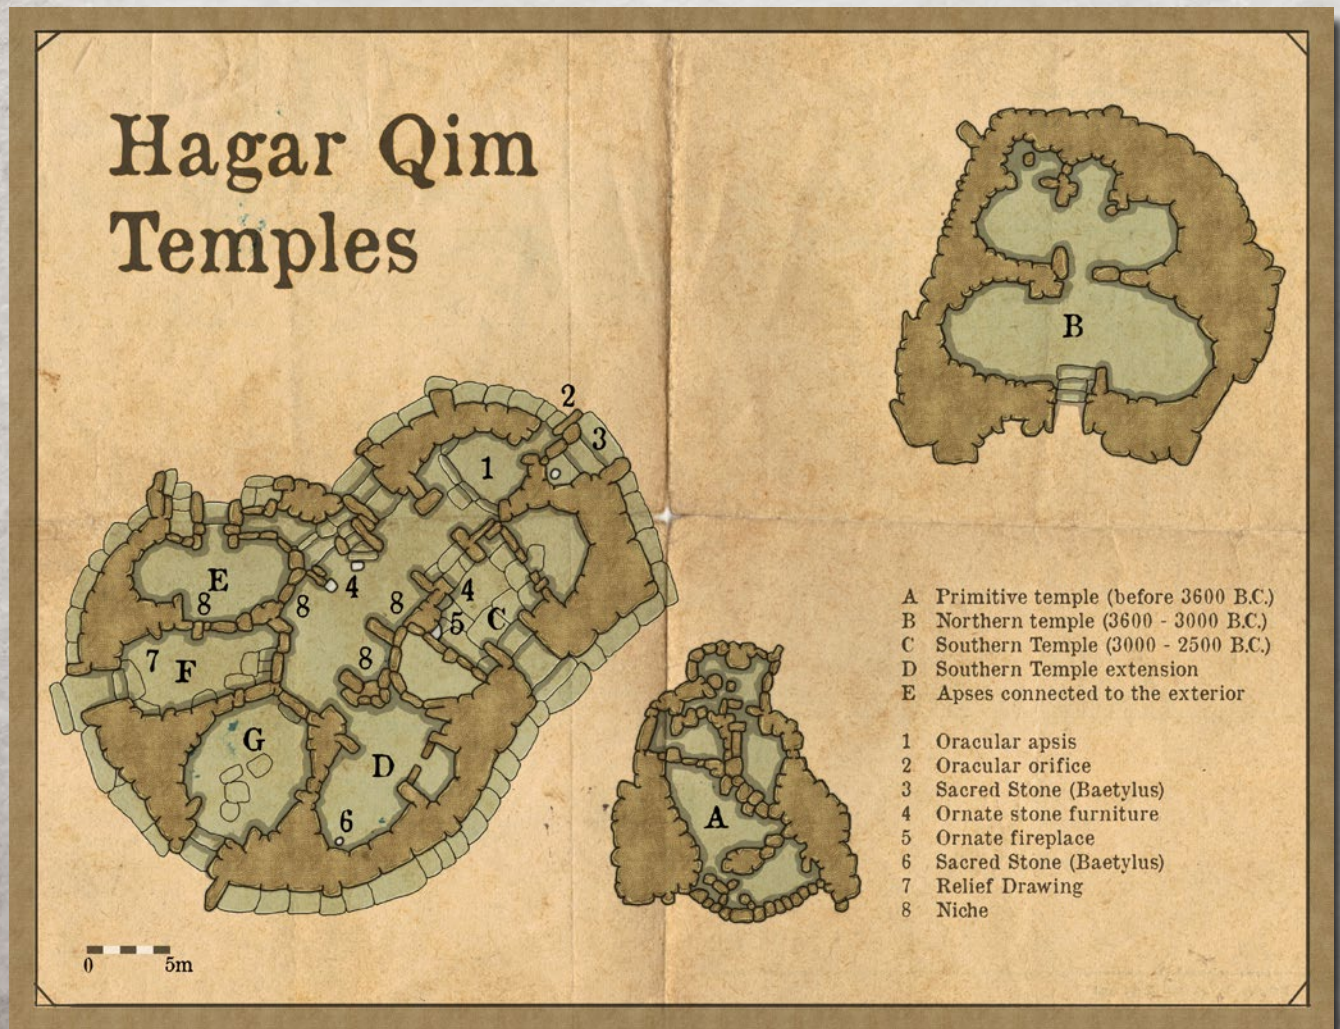 Hagar Qim
Temples
B
2
3
1
E
8
8
4
8
4
5
C
7
F
8
G
D
6
A
A Primitive temple (before 3600 B.C.)
B Northern temple (3600 - 3000 B.C.)
C Southern Temple (3000 - 2500 B.C.)
D Southern Temple extension
E Apses connected to the exterior
1 Oracular apsis
2 Oracular orifice
3 Sacred Stone (Baetylus)
4 Ornate stone furniture
5 Ornate fireplace
6 Sacred Stone (Baetylus)
7 Relief Drawing
8 Niche
0 5m